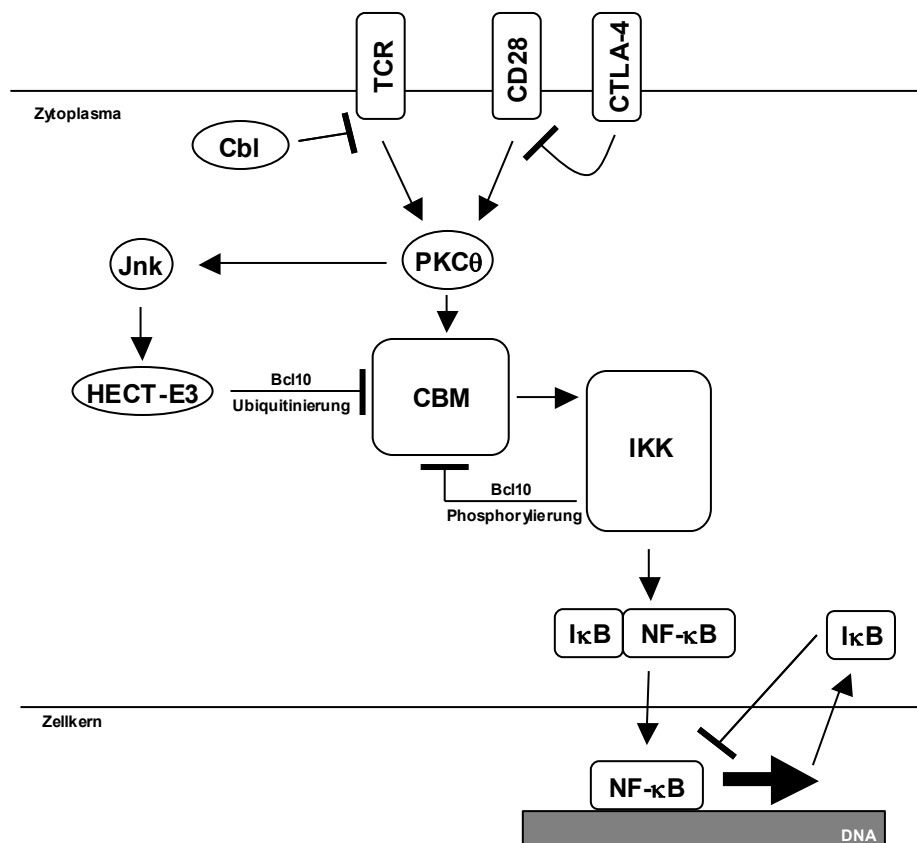 TCR
CD28
CTLA-4
Zytoplasma
Cbl
Jnk
PKCθ
HECT-E3
Bcl10
Ubiquitinierung
CBM
IKK
Bcl10
Phosphorylierung
IκB
NF-κB
IκB
Zellkern
NF-κB
DNA